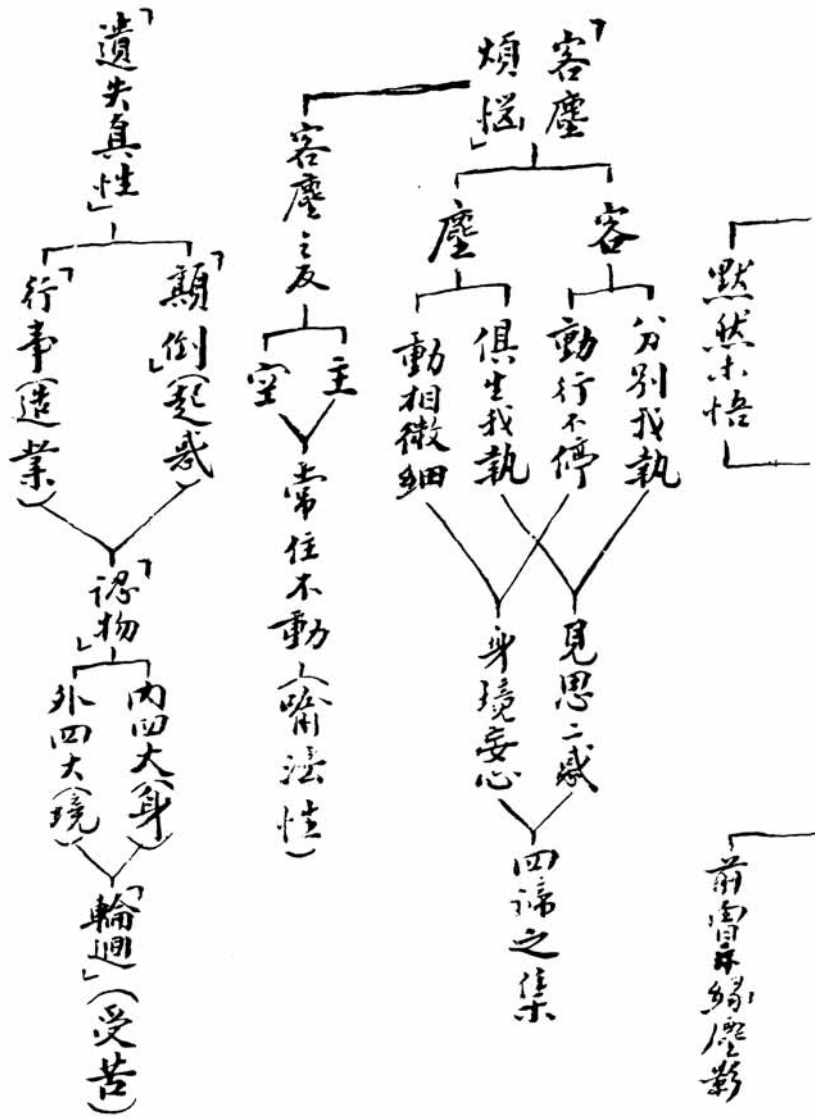 默然未悟
前嘗緣塵影
「客塵
煩惱」
客
分別我執
動行不停
塵
俱生我執
動相微細
見思二惑
身境妄心
四諦之集
客塵之反
主
空
常住不動(喻法性)
「遺失真性」
「顛倒」(起惑)
「行事(造業)
「認物」
內四大(身)
外四大(境)
「輪迴」(受苦)